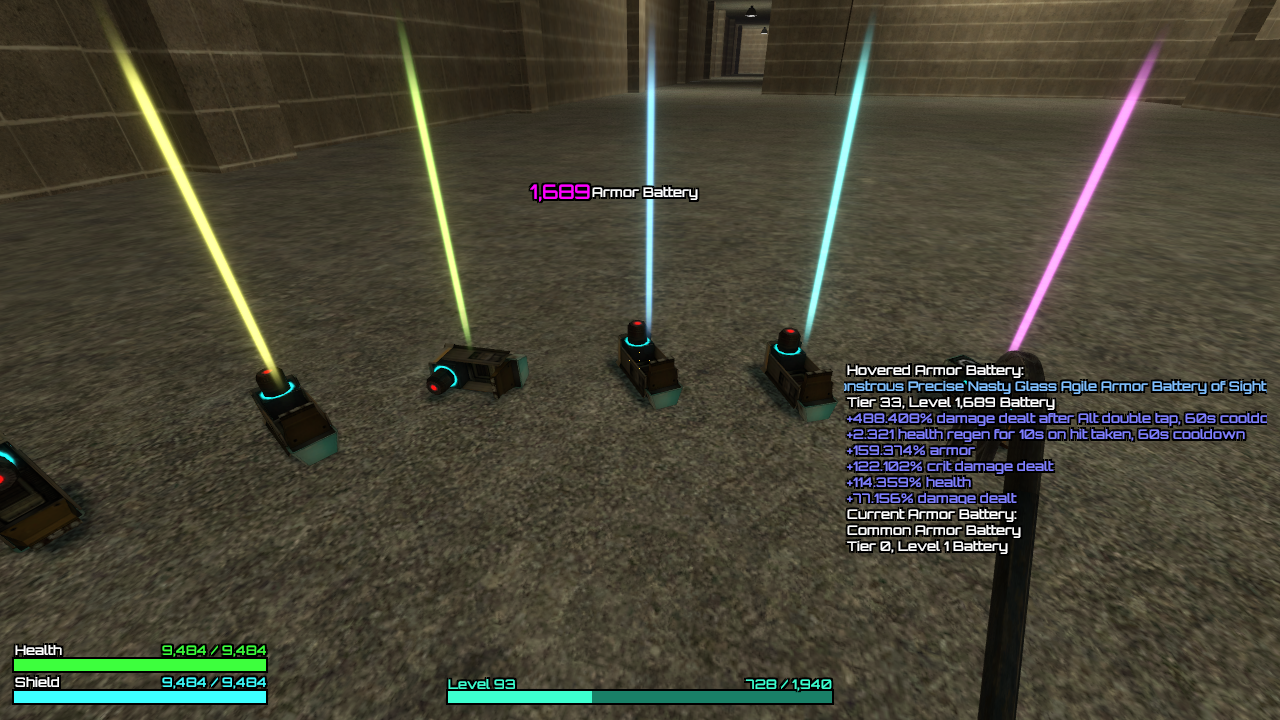 1,689 Armor Battery
Hovered Armor Battery:
Precise Nasty Glass Agile Armor Battery of Sight
Tier 33, Level 1,689 Battery
+488.408% damage dealt after Alt double tap, 60s
+2.321 health regen for 10s on hit taken, 60s cooldown
+159.374% armor
+122.102% crit damage dealt
+114.359% health
+77.156% damage dealt
Current Armor Battery:
Common Armor Battery
Tier 0, Level 1 Battery
Health 9,484 / 9,484
Shield 9,484 / 9,484
Level 93 728 / 1,940